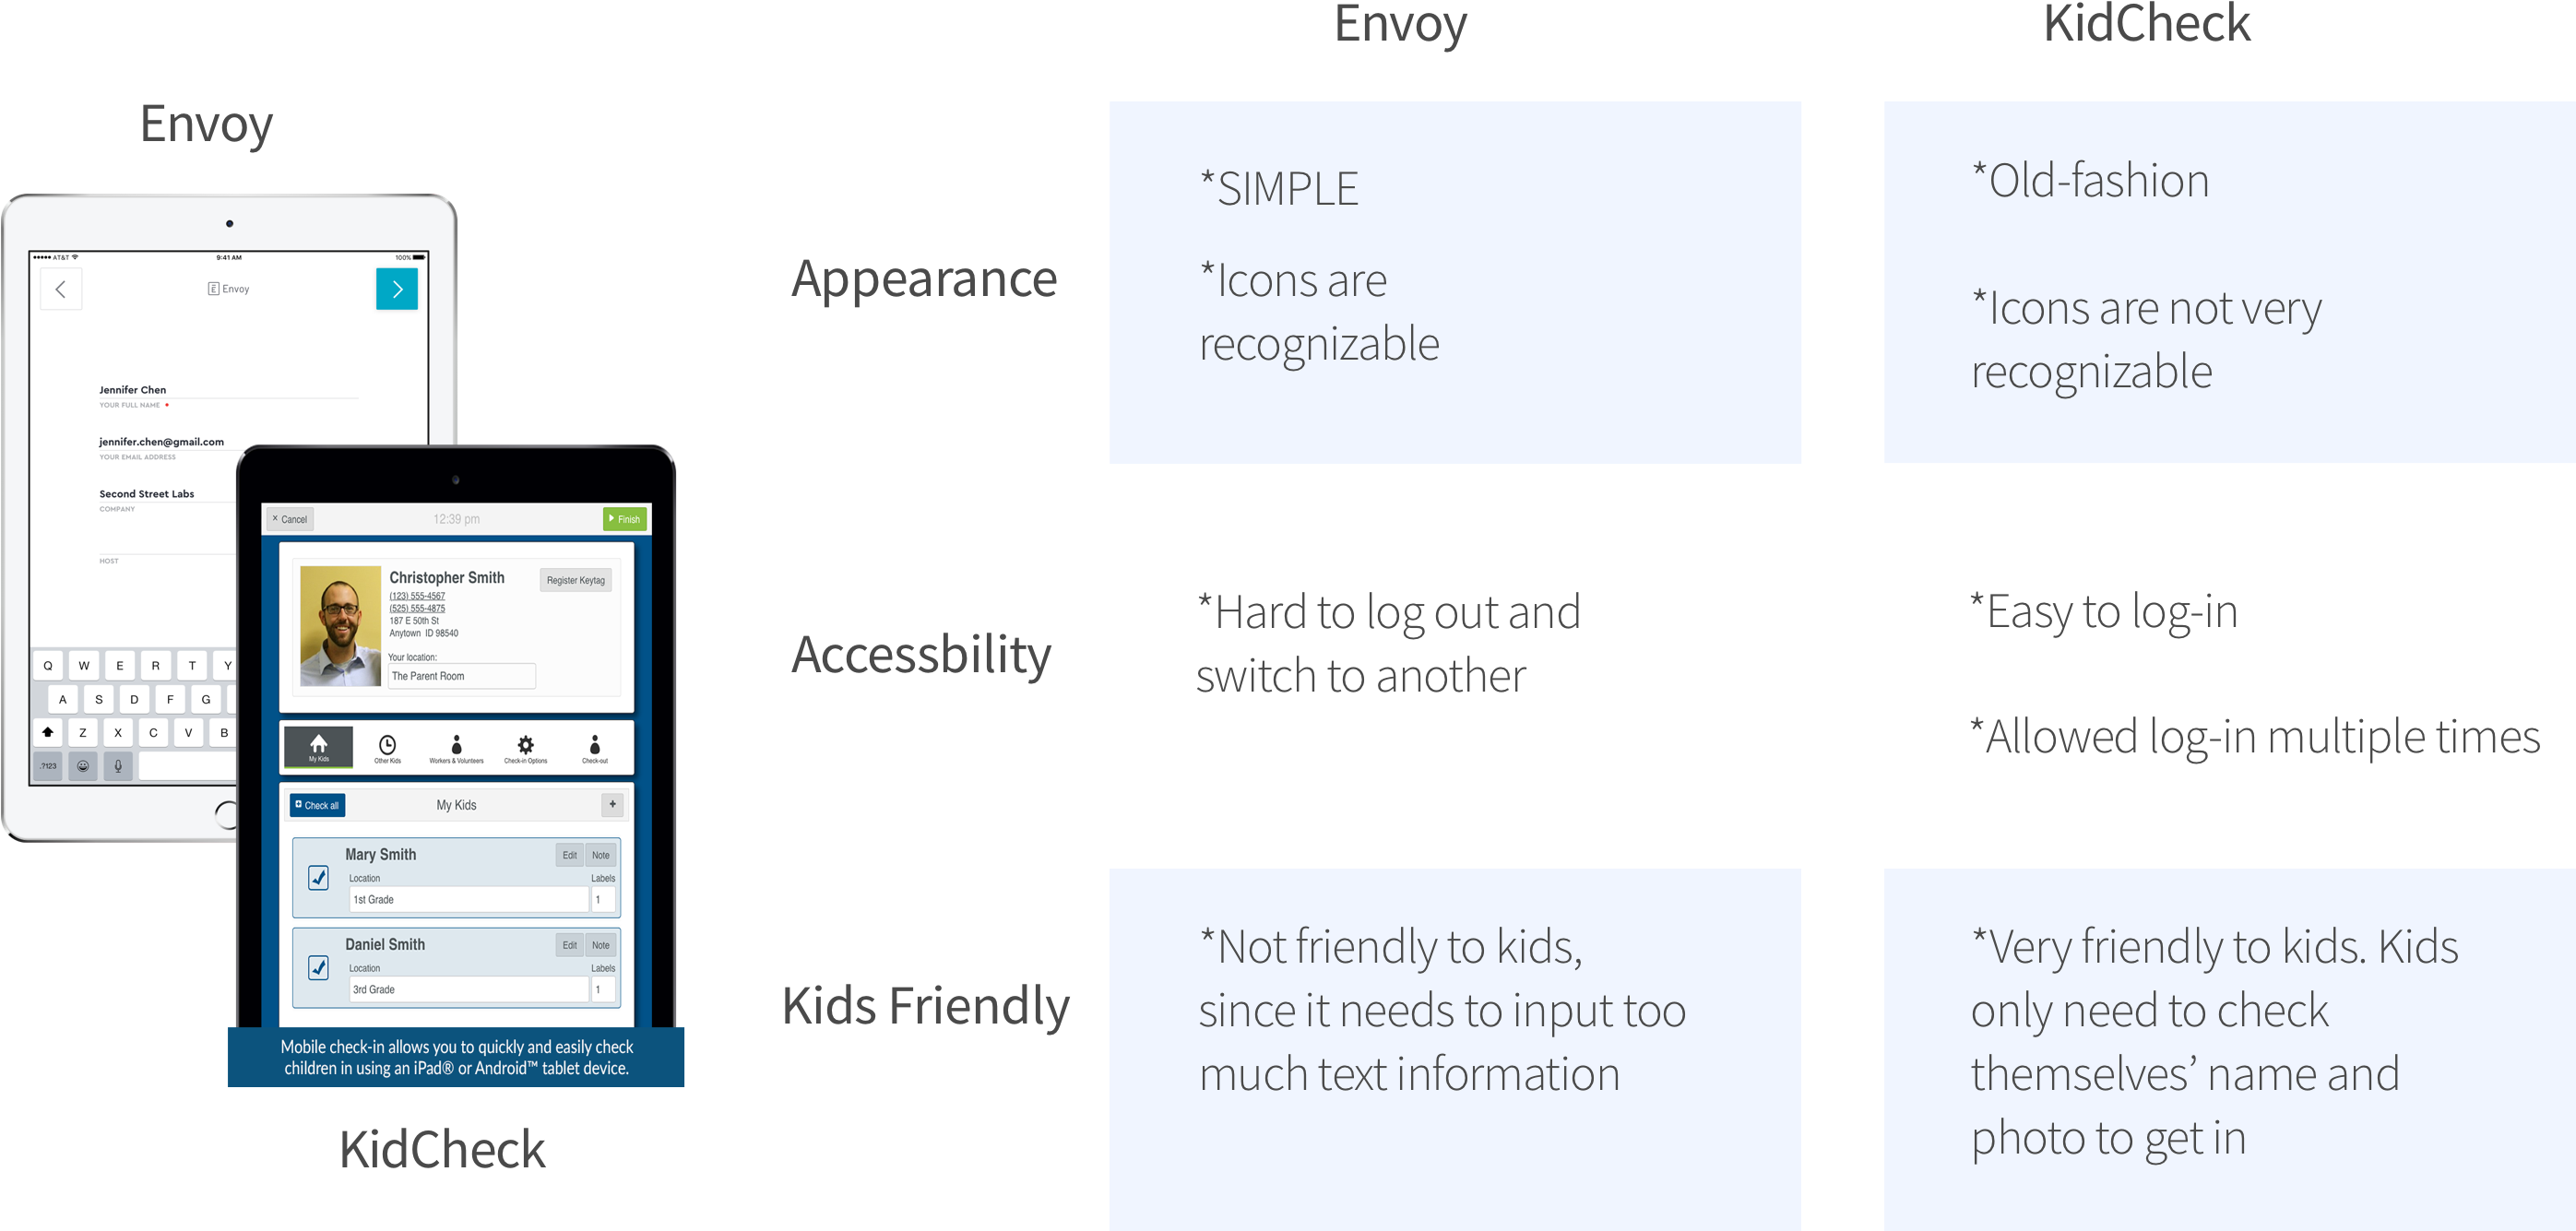 Envoy
KidCheck
Envoy
AT&T
9:41 AM
100%
Envoy
Jennifer Chen
YOUR FULL NAME
jennifer.chen@gmail.com
YOUR EMAIL ADDRESS
Second Street Labs
COMPANY
HOST
Q W E R T Y
A S D F G
Z X C V B
.?123
× Cancel
12:39 pm
Finish
Christopher Smith
Register Keytag
(123) 555-4567
(525) 555-4875
187 E 50th St
Anytown ID 98540
Your location:
The Parent Room
My Kids
Other Kids
Workers & Volunteers
Check-in Options
Check-out
Check all
My Kids
+
Mary Smith
Edit
Note
Location
Labels
1st Grade
1
Daniel Smith
Edit
Note
Location
Labels
3rd Grade
1
Mobile check-in allows you to quickly and easily check
children in using an iPad® or Android™ tablet device.
KidCheck
Appearance
*SIMPLE
*Icons are
recognizable
*Old-fashion
*Icons are not very
recognizable
Accessbility
*Hard to log out and
switch to another
*Easy to log-in
*Allowed log-in multiple times
Kids Friendly
*Not friendly to kids,
since it needs to input too
much text information
*Very friendly to kids. Kids
only need to check
themselves’ name and
photo to get in